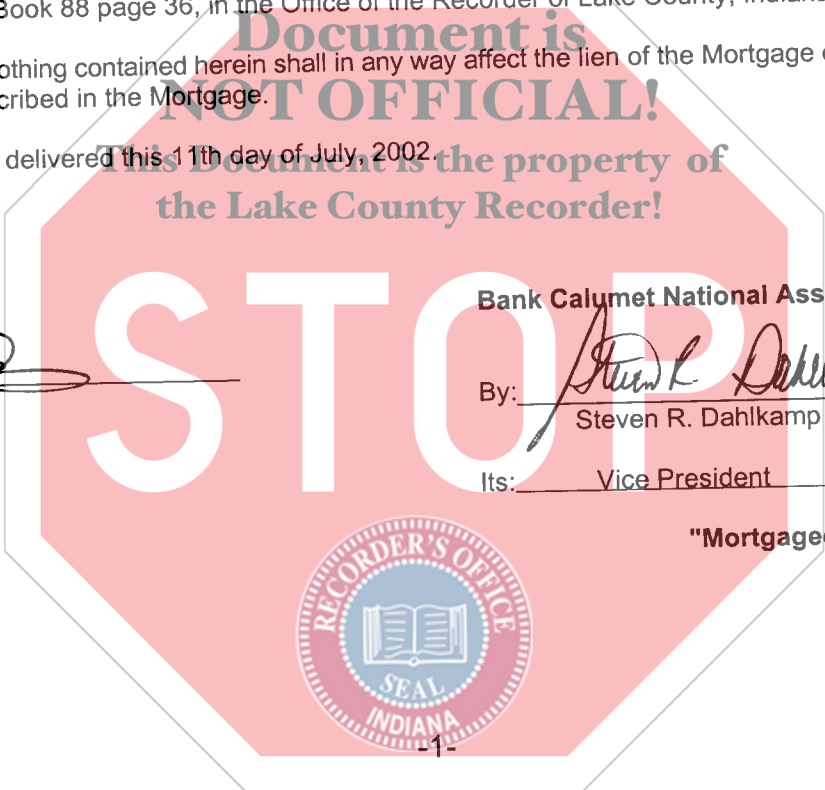 Book 88 page 36, in the Office of the Recorder of Lake County, Indiana
Document is
othing contained herein shall in any way affect the lien of the Mortgage
cribed in the Mortgage.
NOT OFFICIAL!
delivered this 11th day of July, 2002.
This Document is the property of
the Lake County Recorder!
STOP
Bank Calumet National Ass
By: Steven R. Dahl
Steven R. Dahlkamp
Its: Vice President
"Mortgagee
RECORDER'S OFFICE
SEAL
INDIANA
-1-